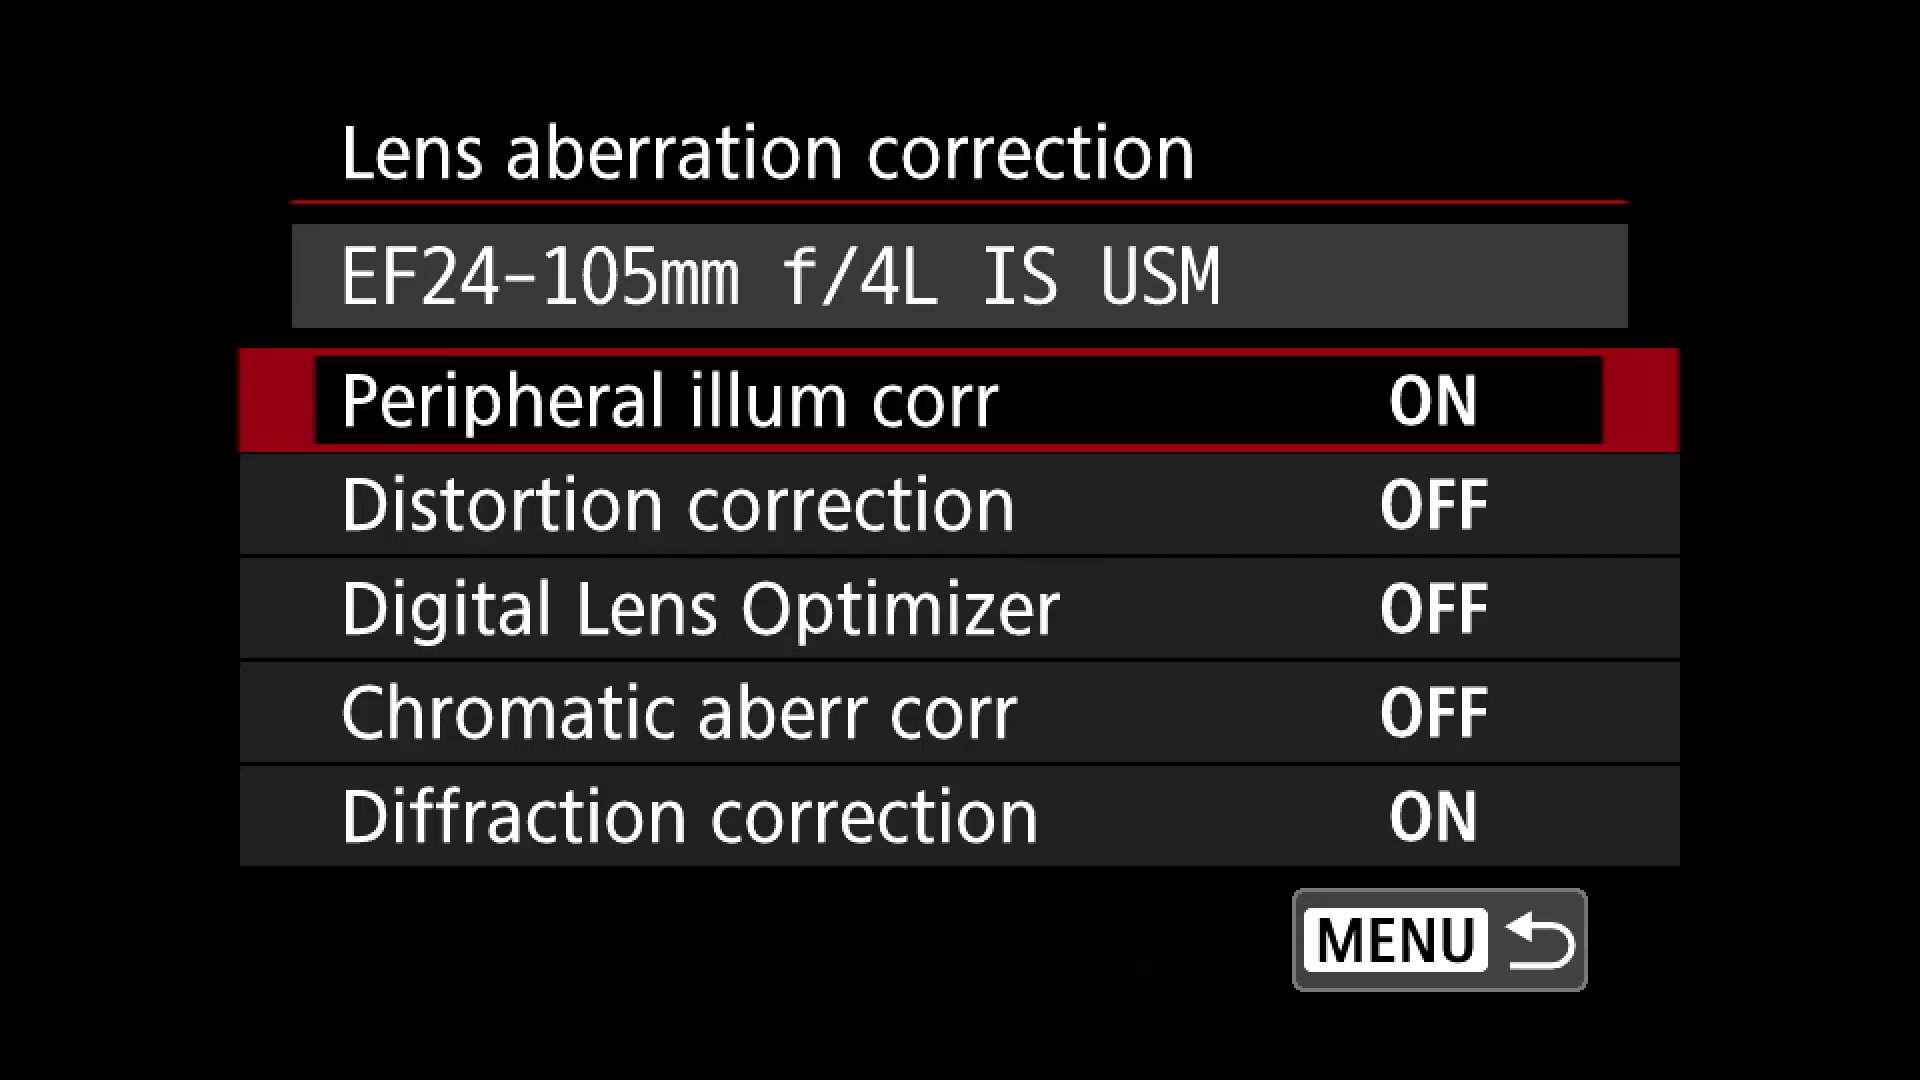 Lens aberration correction
EF24-105mm f/4L IS USM
Peripheral illum corr ON
Distortion correction OFF
Digital Lens Optimizer OFF
Chromatic aberr corr OFF
Diffraction correction ON
MENU